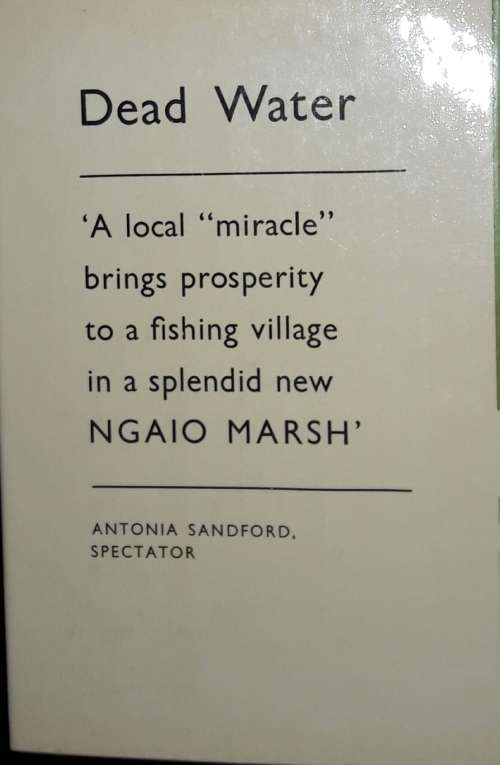 Dead Water
‘A local “miracle”
brings prosperity
to a fishing village
in a splendid new
NGAIO MARSH’
ANTONIA SANDFORD,
SPECTATOR